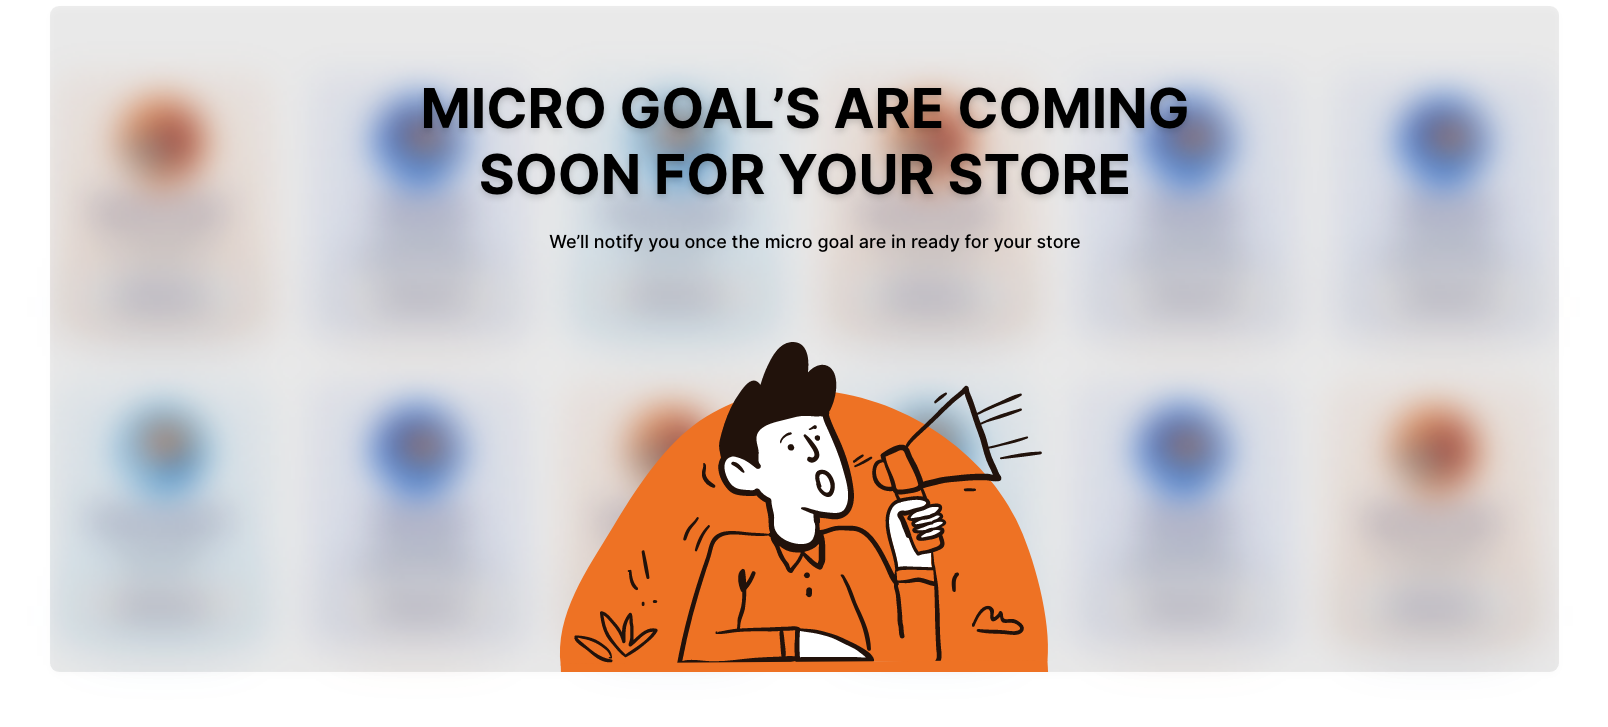 MICRO GOAL’S ARE COMING
SOON FOR YOUR STORE
We’ll notify you once the micro goal are in ready for your store